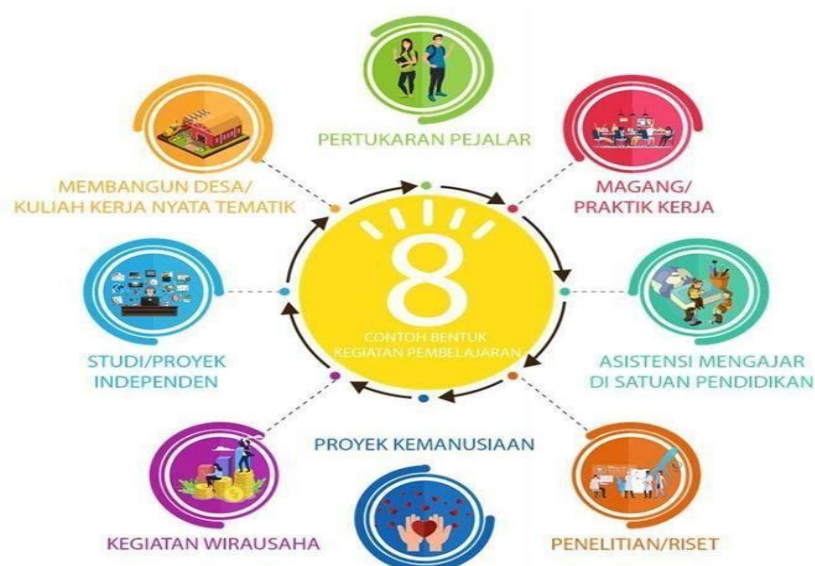 PERTUKARAN PEJALAR
MAGANG/
PRAKTIK KERJA
ASISTENSI MENGAJAR
DI SATUAN PENDIDIKAN
PENELITIAN/RISET
PROYEK KEMANUSIAAN
KEGIATAN WIRAUSAHA
STUDI/PROYEK
INDEPENDEN
MEMBANGUN DESA/
KULIAH KERJA NYATA TEMATIK
8
CONTOH BENTUK
KEGIATAN PEMBELAJARAN